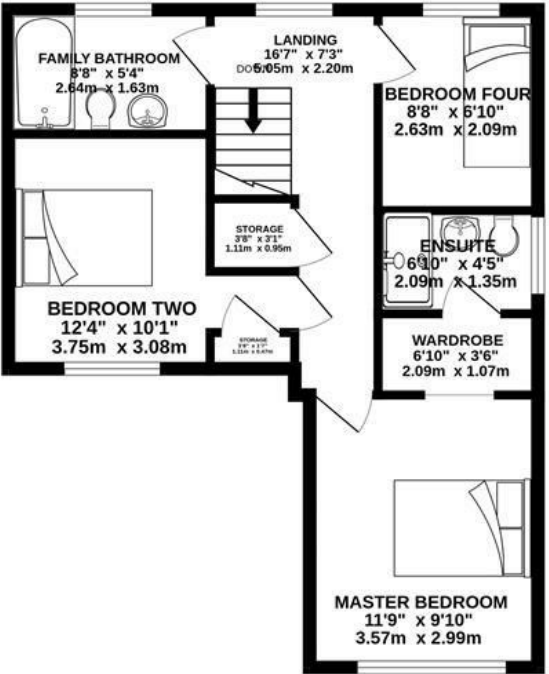 FAMILY BATHROOM
8'8" x 5'4"
2.64m x 1.63m
LANDING
16'7" x 7'3"
5.05m x 2.20m
BEDROOM FOUR
8'8" x 6'10"
2.63m x 2.09m
STORAGE
3'8" x 3'1"
1.11m x 0.95m
ENSUITE
6'10" x 4'5"
2.09m x 1.35m
BEDROOM TWO
12'4" x 10'1"
3.75m x 3.08m
STORAGE
1.11m x 0.47m
WARDROBE
6'10" x 3'6"
2.09m x 1.07m
MASTER BEDROOM
11'9" x 9'10"
3.57m x 2.99m